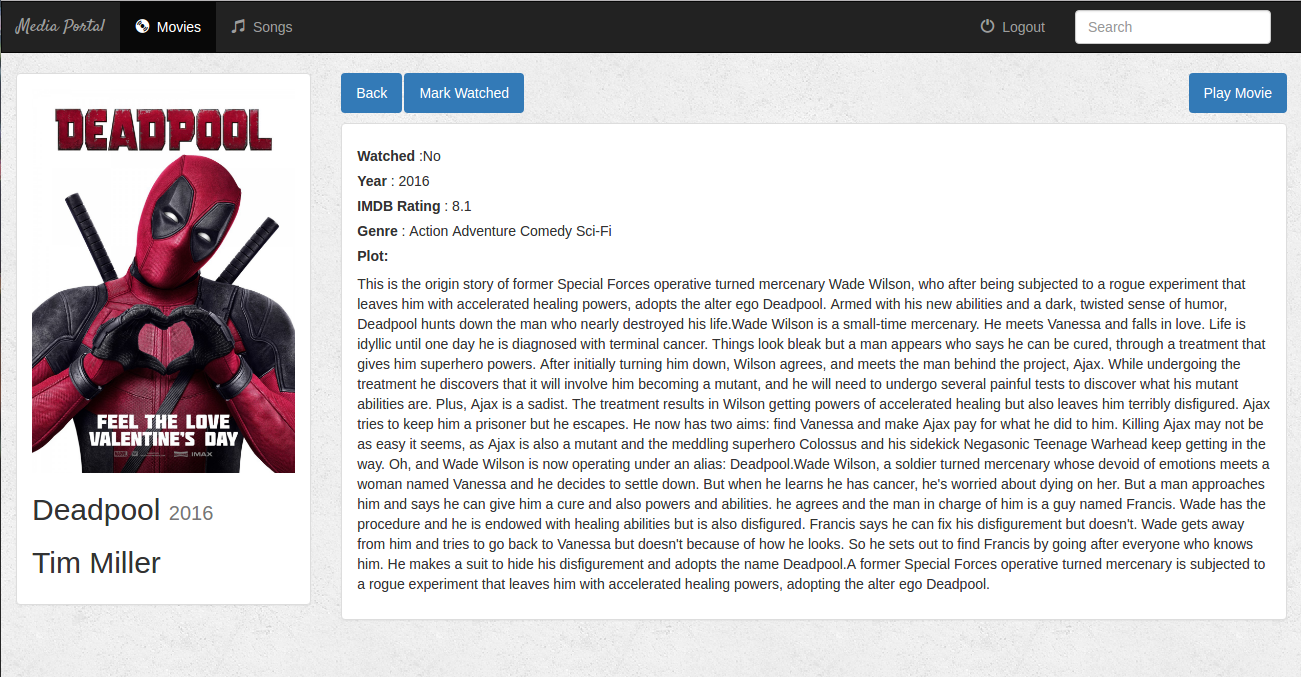 Media Portal Movies Songs Logout Search
Back Mark Watched Play Movie
DEADPOOL
FEEL THE LOVE
VALENTINE'S DAY
MARVEL IMAX
Deadpool 2016
Tim Miller
Watched :No
Year : 2016
IMDB Rating : 8.1
Genre : Action Adventure Comedy Sci-Fi
Plot:
This is the origin story of former Special Forces operative turned mercenary Wade Wilson, who after being subjected to a rogue experiment that
leaves him with accelerated healing powers, adopts the alter ego Deadpool. Armed with his new abilities and a dark, twisted sense of humor,
Deadpool hunts down the man who nearly destroyed his life.Wade Wilson is a small-time mercenary. He meets Vanessa and falls in love. Life is
idyllic until one day he is diagnosed with terminal cancer. Things look bleak but a man appears who says he can be cured, through a treatment that
gives him superhero powers. After initially turning him down, Wilson agrees, and meets the man behind the project, Ajax. While undergoing the
treatment he discovers that it will involve him becoming a mutant, and he will need to undergo several painful tests to discover what his mutant
abilities are. Plus, Ajax is a sadist. The treatment results in Wilson getting powers of accelerated healing but also leaves him terribly disfigured. Ajax
tries to keep him a prisoner but he escapes. He now has two aims: find Vanessa and make Ajax pay for what he did to him. Killing Ajax may not be
as easy it seems, as Ajax is also a mutant and the meddling superhero Colossus and his sidekick Negasonic Teenage Warhead keep getting in the
way. Oh, and Wade Wilson is now operating under an alias: Deadpool.Wade Wilson, a soldier turned mercenary whose devoid of emotions meets a
woman named Vanessa and he decides to settle down. But when he learns he has cancer, he's worried about dying on her. But a man approaches
him and says he can give him a cure and also powers and abilities. he agrees and the man in charge of him is a guy named Francis. Wade has the
procedure and he is endowed with healing abilities but is also disfigured. Francis says he can fix his disfigurement but doesn't. Wade gets away
from him and tries to go back to Vanessa but doesn't because of how he looks. So he sets out to find Francis by going after everyone who knows
him. He makes a suit to hide his disfigurement and adopts the name Deadpool.A former Special Forces operative turned mercenary is subjected to
a rogue experiment that leaves him with accelerated healing powers, adopting the alter ego Deadpool.